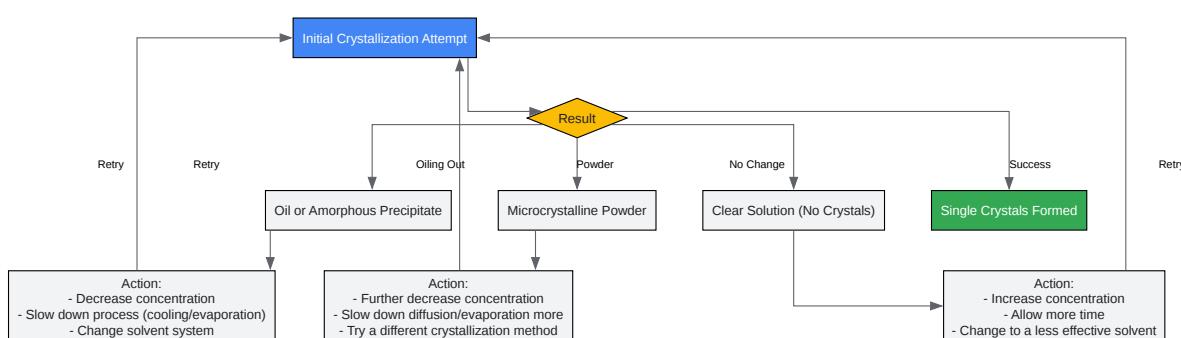 Initial Crystallization Attempt
Result
Retry
Retry
Oiling Out
Powder
No Change
Success
Retry
Oil or Amorphous Precipitate
Microcrystalline Powder
Clear Solution (No Crystals)
Single Crystals Formed
Action:
- Decrease concentration
- Slow down process (cooling/evaporation)
- Change solvent system
Action:
- Further decrease concentration
- Slow down diffusion/evaporation more
- Try a different crystallization method
Action:
- Increase concentration
- Allow more time
- Change to a less effective solvent